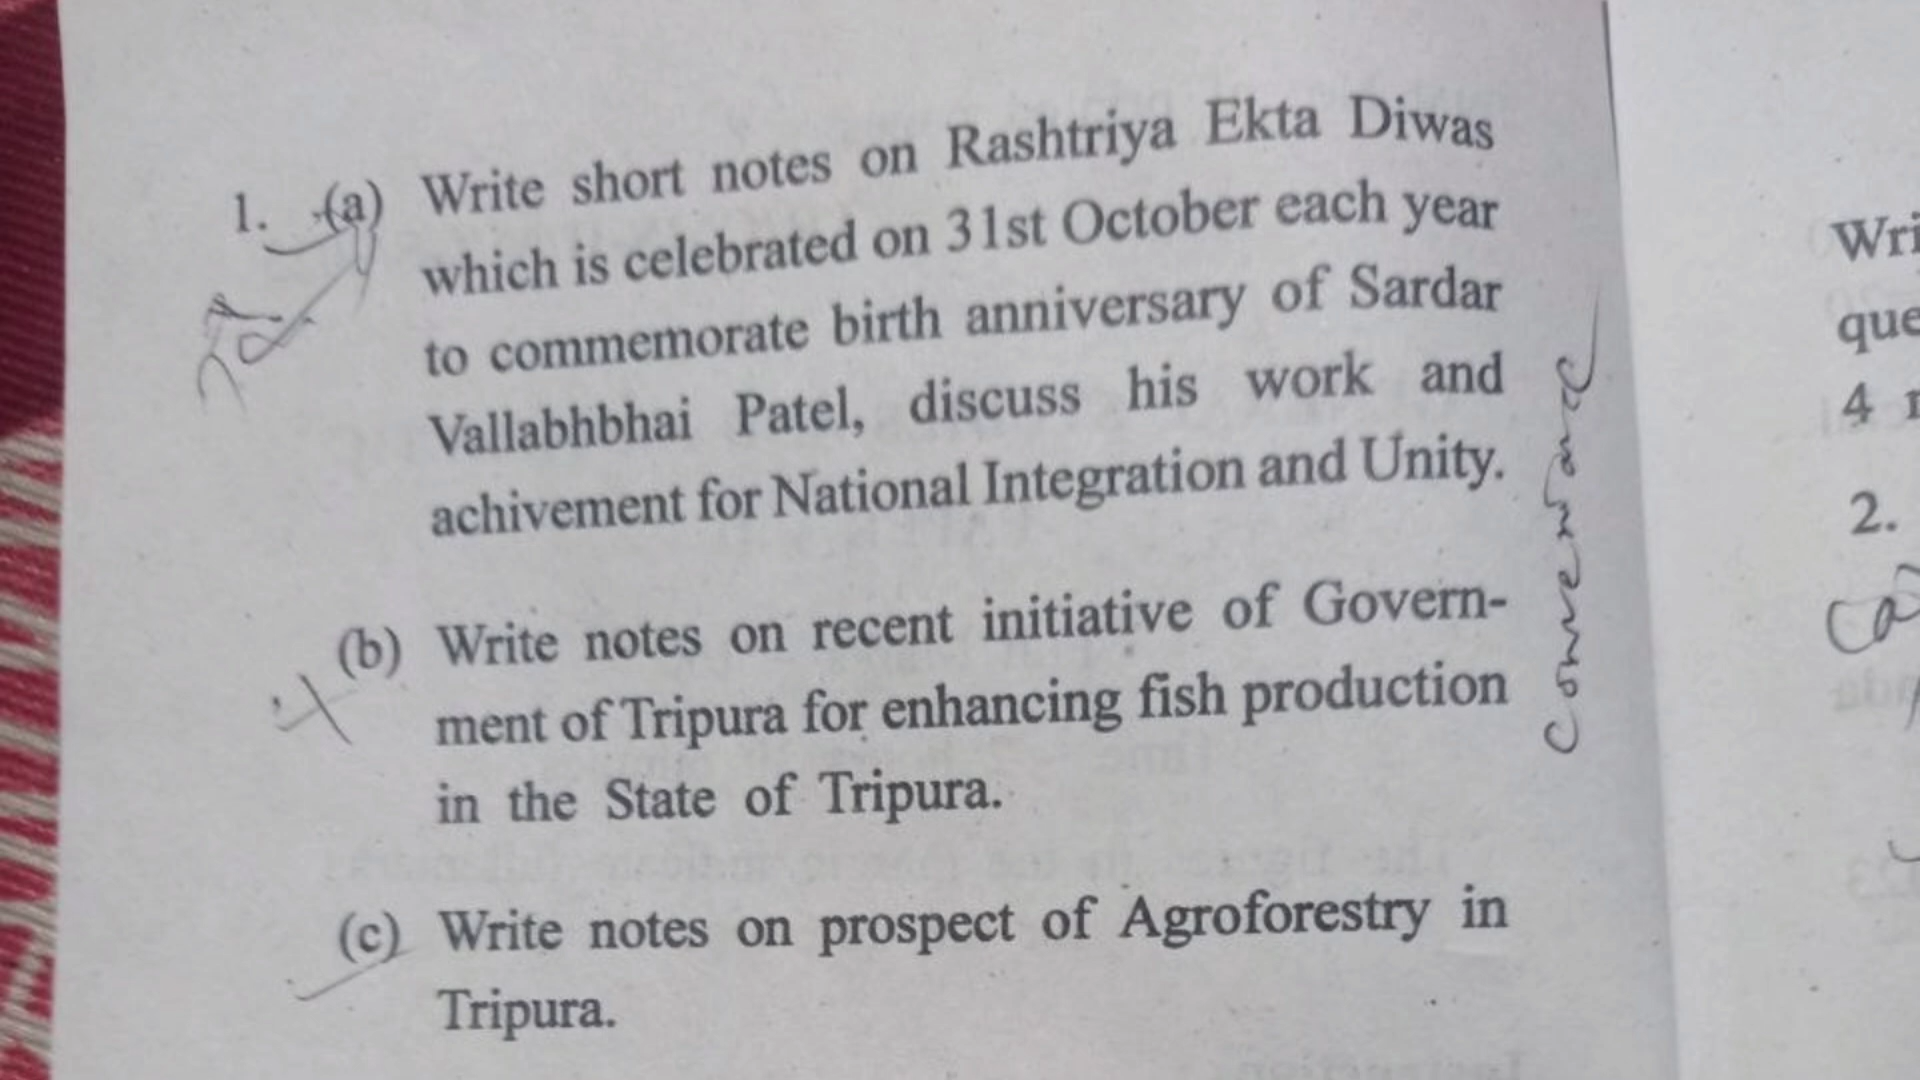 1. (a) Write short notes on Rashtriya Ekta Diwas
which is celebrated on 31st October each year
to commemorate birth anniversary of Sardar
Vallabhbhai Patel, discuss his work and
achivement for National Integration and Unity.
(b) Write notes on recent initiative of Govern-
ment of Tripura for enhancing fish production
in the State of Tripura.
(c) Write notes on prospect of Agroforestry in
Tripura.
Wri
que
4
2.